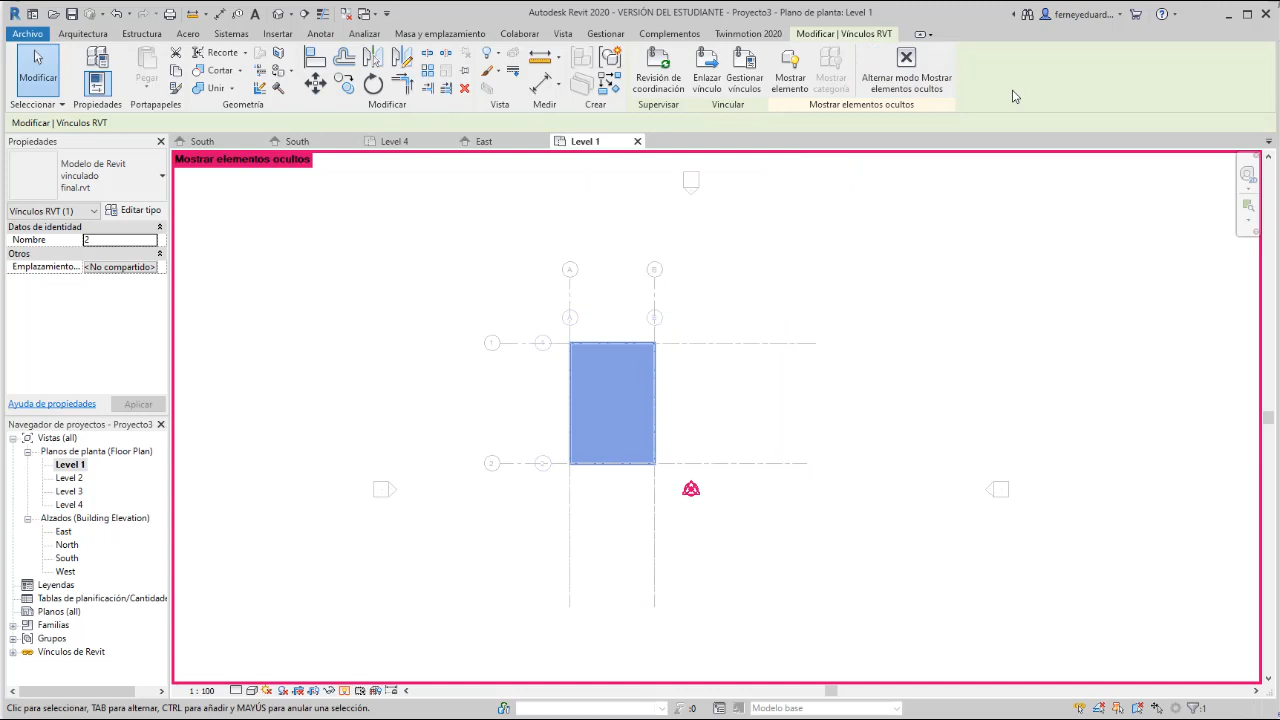 Autodesk Revit 2020 - VERSIÓN DEL ESTUDIANTE - Proyecto3 - Plano de planta: Level 1
ferneyeduard...
Archivo Arquitectura Estructura Acero Sistemas Insertar Anotar Analizar Masa y emplazamiento Colaborar Vista Gestionar Complementos Twinmotion 2020 Modificar | Vínculos RVT
Modificar
Pegar
Recorte
Cortar
Unir
Revisión de coordinación
Enlazar vínculo
Gestionar vínculos
Mostrar elemento
Mostrar categoría
Alternar modo Mostrar elementos ocultos
Seleccionar Propiedades Portapapeles Geometría Modificar Vista Medir Crear Supervisar Vincular Mostrar elementos ocultos
Modificar | Vínculos RVT
Propiedades
South South Level 4 East Level 1
Mostrar elementos ocultos
Modelo de Revit
vinculado
final.rvt
Vínculos RVT (1) Editar tipo
Datos de identidad
Nombre 2
Otros
Emplazamiento... <No compartido>
Ayuda de propiedades Aplicar
Navegador de proyectos - Proyecto3
Vistas (all)
Planos de planta (Floor Plan)
Level 1
Level 2
Level 3
Level 4
Alzados (Building Elevation)
East
North
South
West
Leyendas
Tablas de planificación/Cantidade
Planos (all)
Familias
Grupos
Vínculos de Revit
A B
1
2
2D
1 : 100
Clic para seleccionar, TAB para alternar, CTRL para añadir y MAYÚS para anular una selección.
:0
Modelo base
:1